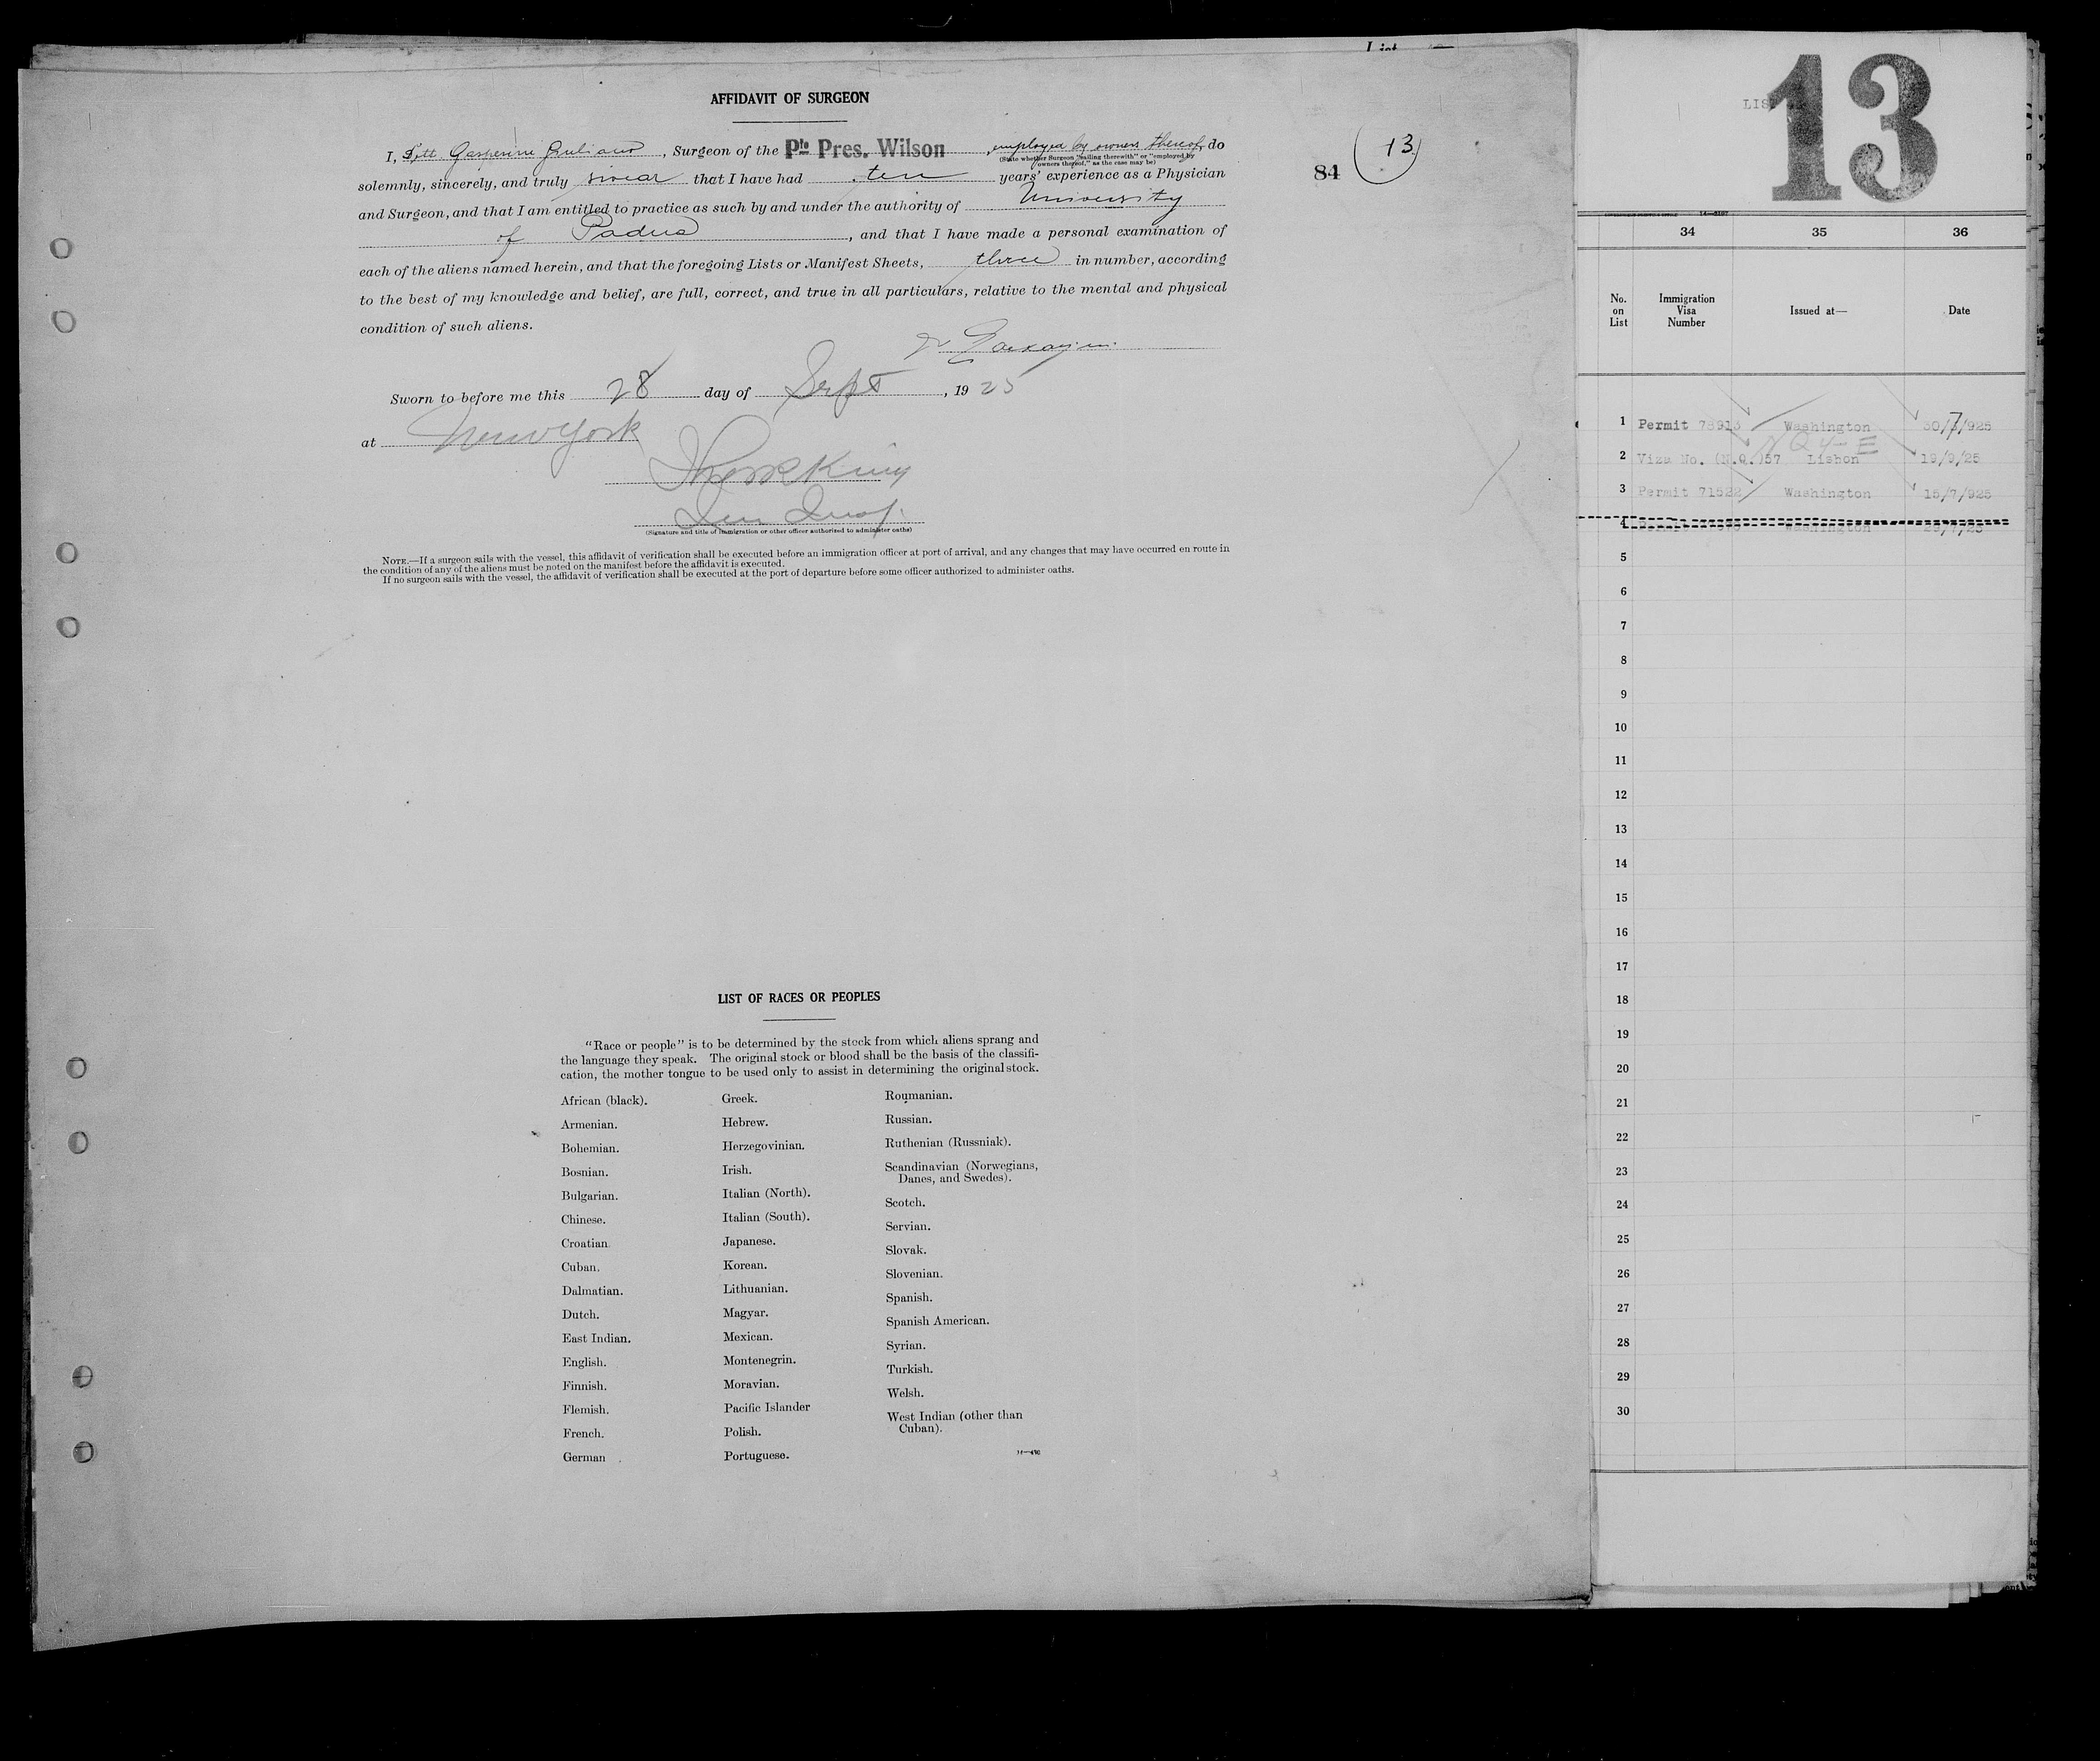 AFFIDAVIT OF SURGEON
I, Dott. Gasperini Giuliano, Surgeon of the Pte Pres. Wilson, employed by owners thereof, do
(State whether Surgeon "sailing therewith" or "employed by
owners thereof," as the case may be)
solemnly, sincerely, and truly swear that I have had ten years' experience as a Physician
and Surgeon, and that I am entitled to practice as such by and under the authority of University
of Padua, and that I have made a personal examination of
each of the aliens named herein, and that the foregoing Lists or Manifest Sheets, three in number, according
to the best of my knowledge and belief, are full, correct, and true in all particulars, relative to the mental and physical
condition of such aliens.
Sworn to before me this 28 day of Sept, 1925
at New York
(Signature and title of immigration or other officer authorized to administer oaths)
NOTE.—If a surgeon sails with the vessel, this affidavit of verification shall be executed before an immigration officer at port of arrival, and any changes that may have occurred en route in
the condition of any of the aliens must be noted on the manifest before the affidavit is executed.
If no surgeon sails with the vessel, the affidavit of verification shall be executed at the port of departure before some officer authorized to administer oaths.
84
13
LIST OF RACES OR PEOPLES
"Race or people" is to be determined by the stock from which aliens sprang and
the language they speak. The original stock or blood shall be the basis of the classifi-
cation, the mother tongue to be used only to assist in determining the original stock.
African (black).
Armenian.
Bohemian.
Bosnian.
Bulgarian.
Chinese.
Croatian
Cuban.
Dalmatian.
Dutch.
East Indian.
English.
Finnish.
Flemish.
French.
German
Greek.
Hebrew.
Herzegovinian.
Irish.
Italian (North).
Italian (South).
Japanese.
Korean.
Lithuanian.
Magyar.
Mexican.
Montenegrin.
Moravian.
Pacific Islander
Polish.
Portuguese.
Roumanian.
Russian.
Ruthenian (Russniak).
Scandinavian (Norwegians,
Danes, and Swedes).
Scotch.
Servian.
Slovak.
Slovenian.
Spanish.
Spanish American.
Syrian.
Turkish.
Welsh.
West Indian (other than
Cuban).
List
LIST
13
34 35 36
No. on List Immigration Visa Number Issued at— Date
1 Permit 78913 Washington 30/7/925
N Q 4-E
2 Visa No. (N.Q.)57 Lisbon 19/9/25
3 Permit 71522 Washington 15/7/925
4 Washington
5
6
7
8
9
10
11
12
13
14
15
16
17
18
19
20
21
22
23
24
25
26
27
28
29
30